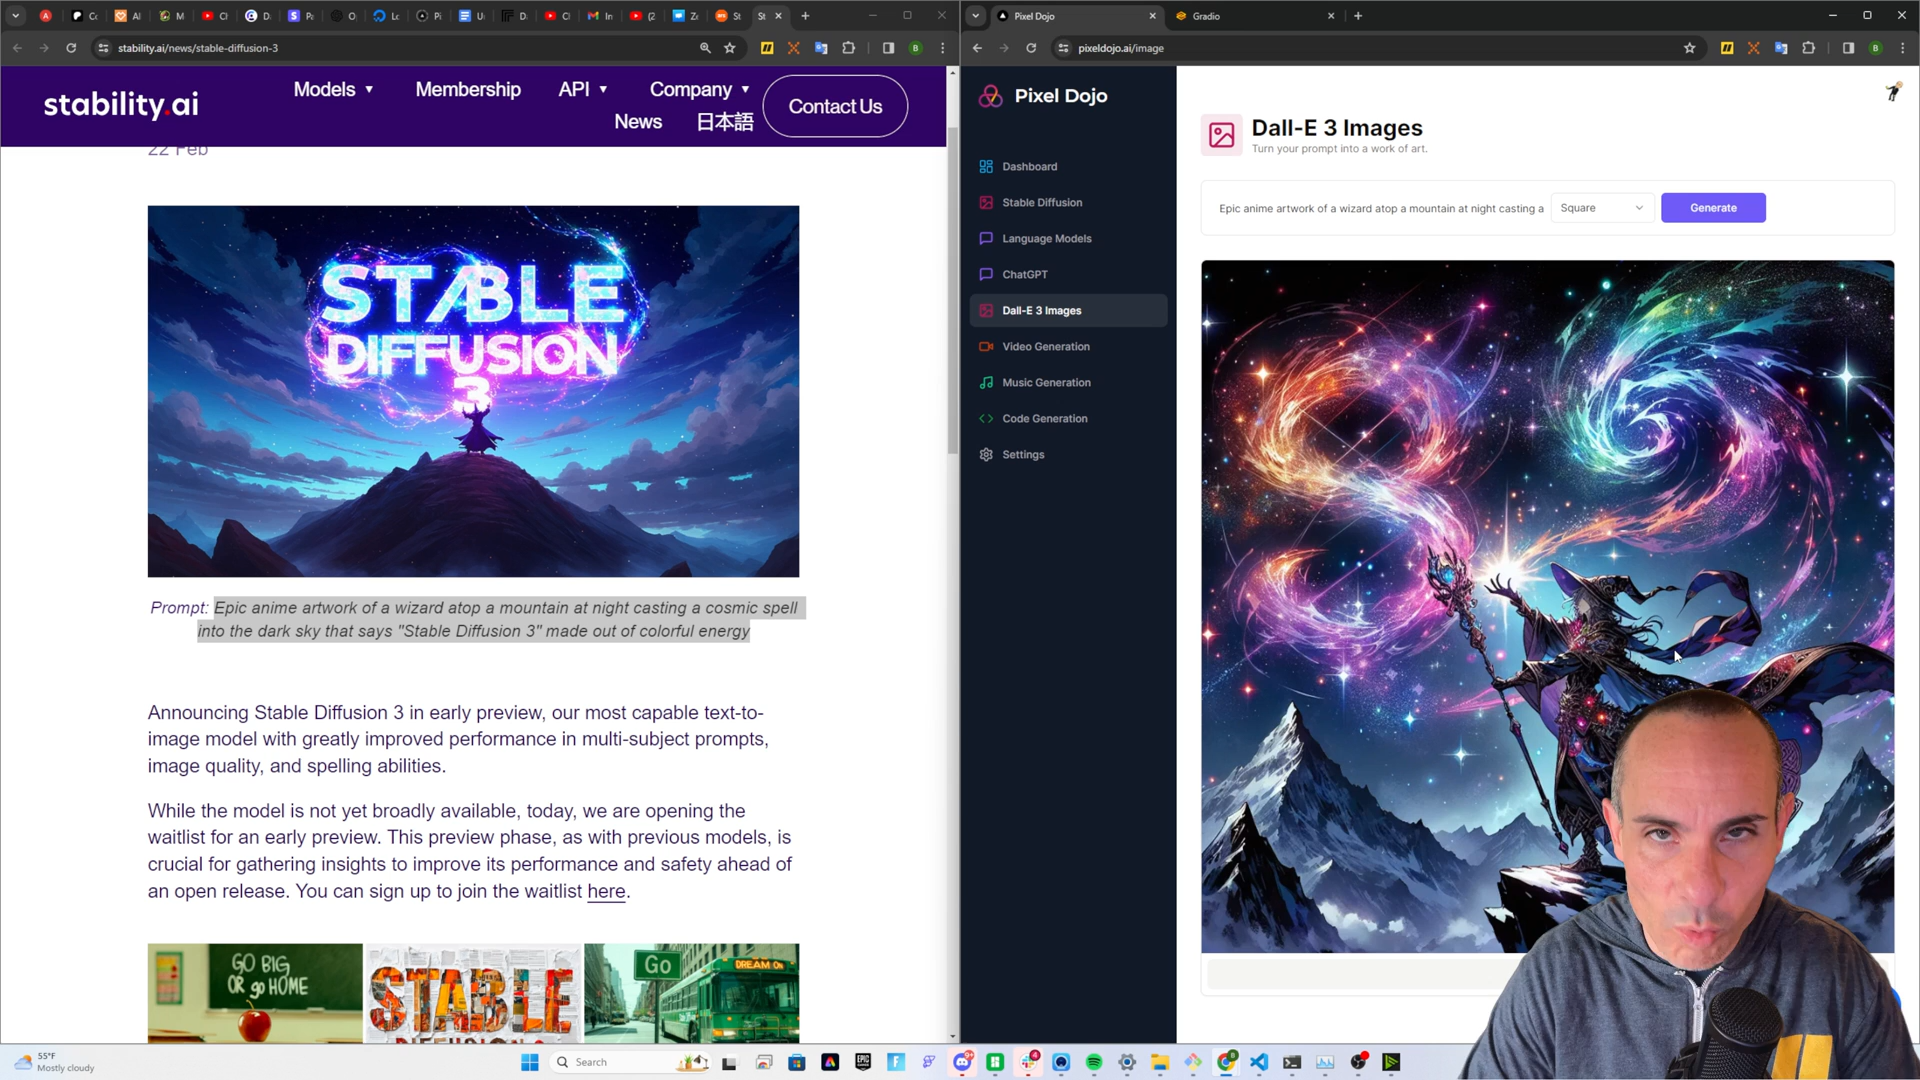 stability.ai/news/stable-diffusion-3
stability.ai
Models
Membership
API
Company
News
日本語
Contact Us
22 Feb
STABLE
DIFFUSION
3
Prompt: Epic anime artwork of a wizard atop a mountain at night casting a cosmic spell
into the dark sky that says "Stable Diffusion 3" made out of colorful energy
Announcing Stable Diffusion 3 in early preview, our most capable text-to-
image model with greatly improved performance in multi-subject prompts,
image quality, and spelling abilities.
While the model is not yet broadly available, today, we are opening the
waitlist for an early preview. This preview phase, as with previous models, is
crucial for gathering insights to improve its performance and safety ahead of
an open release. You can sign up to join the waitlist here.
GO BIG
OR go HOME
STABLE
Go
DREAM ON
Pixel Dojo
Gradio
pixeldojo.ai/image
Pixel Dojo
Dashboard
Stable Diffusion
Language Models
ChatGPT
Dall-E 3 Images
Video Generation
Music Generation
Code Generation
Settings
Dall-E 3 Images
Turn your prompt into a work of art.
Epic anime artwork of a wizard atop a mountain at night casting a
Square
Generate
55°F
Mostly cloudy
Search